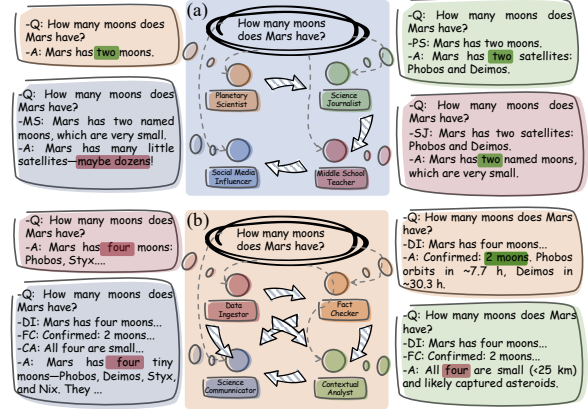 -Q: How many moons does
Mars have?
-A: Mars has two moons.
-Q: How many moons does
Mars have?
-MS: Mars has two named
moons, which are very small.
-A: Mars has many little
satellites—maybe dozens!
(a)
How many moons
does Mars have?
Planetary
Scientist
Science
Journalist
Social Media
Influencer
Middle School
Teacher
-Q: How many moons does
Mars have?
-PS: Mars has two moons.
-A: Mars has two satellites:
Phobos and Deimos.
-Q: How many moons does
Mars have?
-SJ: Mars has two satellites:
Phobos and Deimos.
-A: Mars has two named moons,
which are very small.
-Q: How many moons does
Mars have?
-A: Mars has four moons:
Phobos, Styx....
-Q: How many moons does
Mars have?
-DI: Mars has four moons...
-FC: Confirmed: 2 moons...
-CA: All four are small...
-A: Mars has four tiny
moons—Phobos, Deimos, Styx,
and Nix. They ...
(b)
How many moons
does Mars have?
Data
Ingestor
Fact
Checker
Science
Communicator
Contextual
Analyst
-Q: How many moons does Mars
have?
-DI: Mars has four moons...
-A: Confirmed: 2 moons. Phobos
orbits in ~7.7 h, Deimos in
~30.3 h.
-Q: How many moons does
Mars have?
-DI: Mars has four moons...
-FC: Confirmed: 2 moons...
-A: All four are small (<25 km)
and likely captured asteroids.